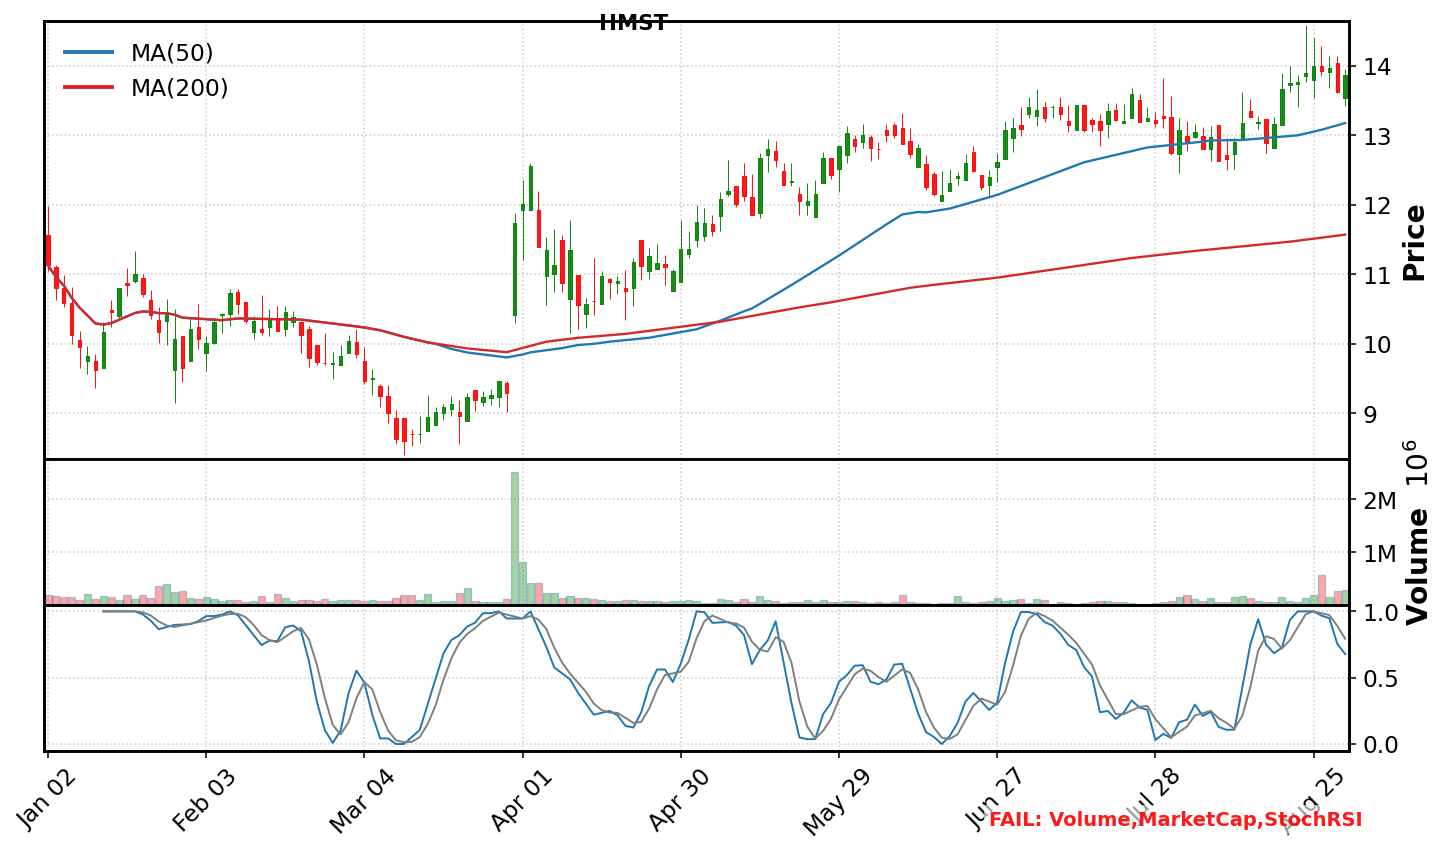 HMST
MA(50)
MA(200)
14
13
12
11
10
9
Price
2M
1M
Volume 10⁶
1.0
0.5
0.0
Jan 02
Feb 03
Mar 04
Apr 01
Apr 30
May 29
Jun 27
Jul 28
Aug 25
FAIL: Volume,MarketCap,StochRSI